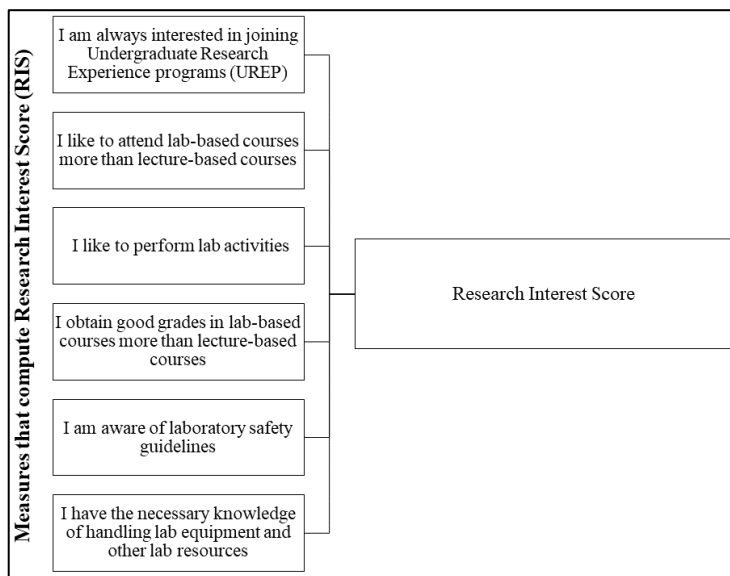 Measures that compute Research Interest Score (RIS)
I am always interested in joining
Undergraduate Research
Experience programs (UREP)
I like to attend lab-based courses
more than lecture-based courses
I like to perform lab activities
I obtain good grades in lab-based
courses more than lecture-based
courses
I am aware of laboratory safety
guidelines
I have the necessary knowledge
of handling lab equipment and
other lab resources
Research Interest Score